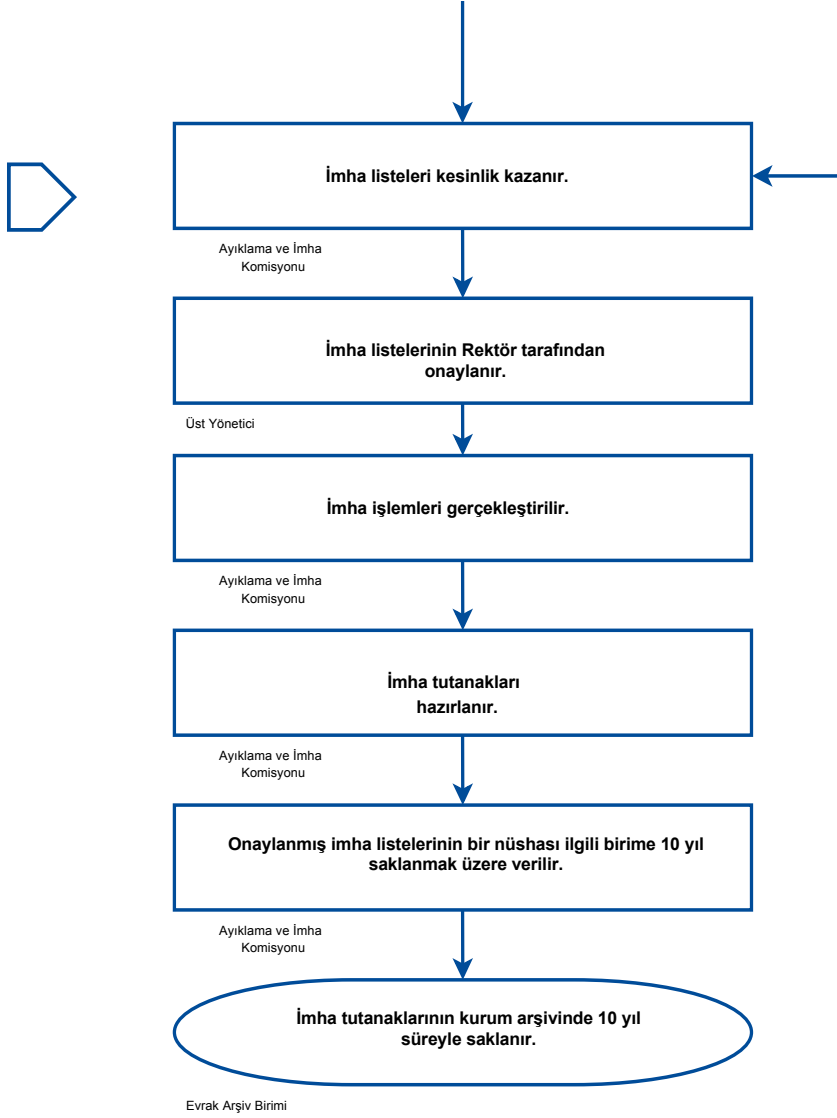 İmha listeleri kesinlik kazanır.
Ayıklama ve İmha
Komisyonu
İmha listelerinin Rektör tarafından
onaylanır.
Üst Yönetici
İmha işlemleri gerçekleştirilir.
Ayıklama ve İmha
Komisyonu
İmha tutanakları
hazırlanır.
Ayıklama ve İmha
Komisyonu
Onaylanmış imha listelerinin bir nüshası ilgili birime 10 yıl
saklanmak üzere verilir.
Ayıklama ve İmha
Komisyonu
İmha tutanaklarının kurum arşivinde 10 yıl
süreyle saklanır.
Evrak Arşiv Birimi